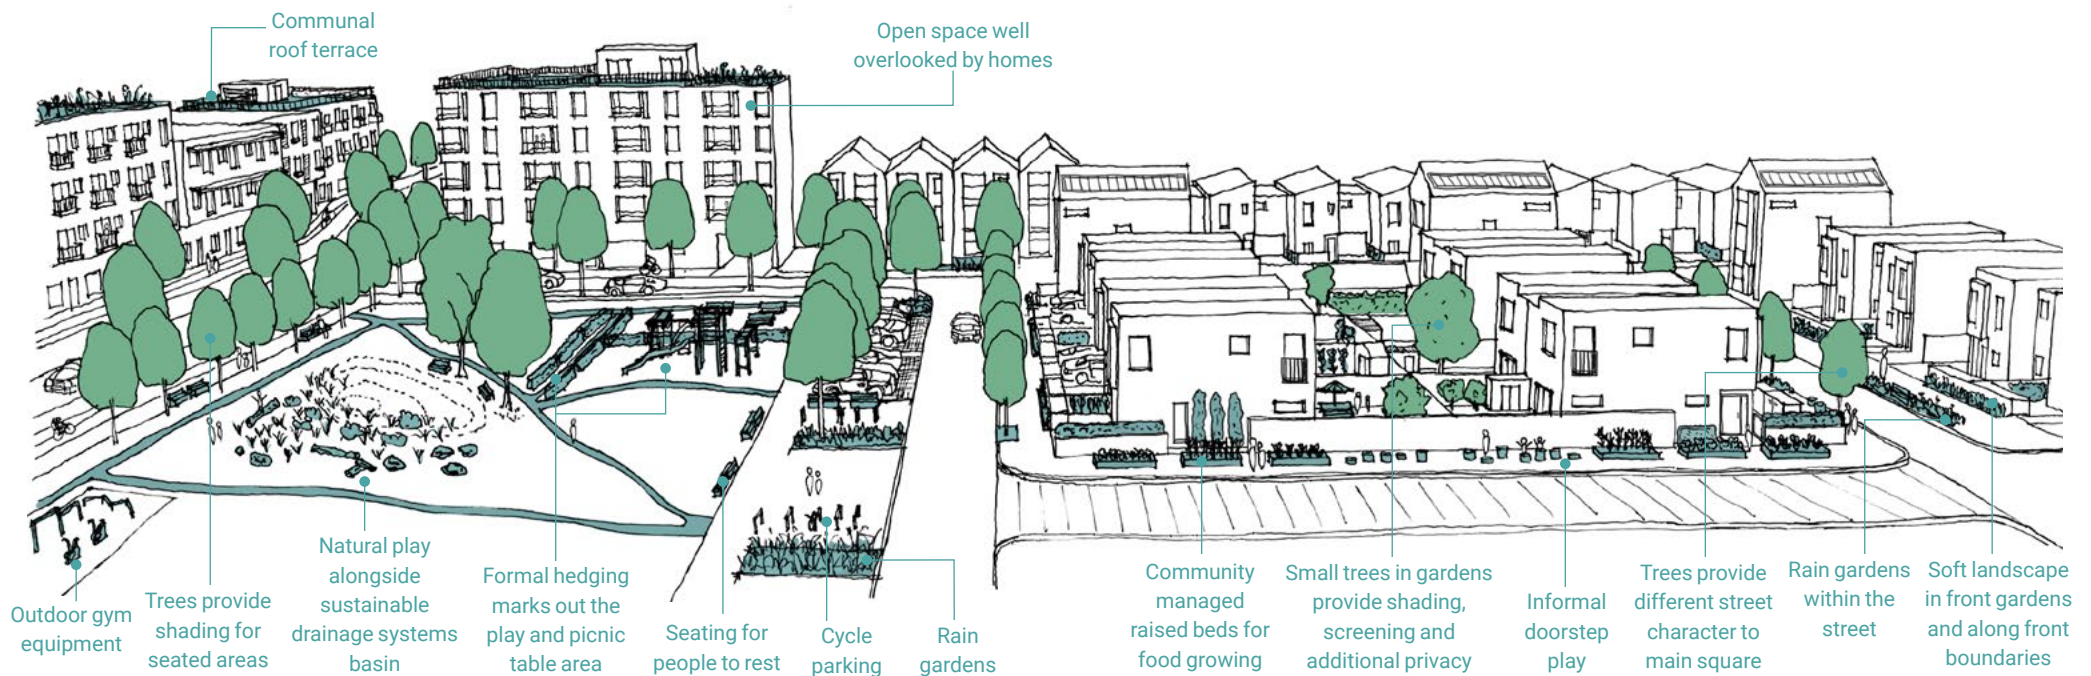 Communal
roof terrace
Open space well
overlooked by homes
Outdoor gym
equipment
Trees provide
shading for
seated areas
Natural play
alongside
sustainable
drainage systems
basin
Formal hedging
marks out the
play and picnic
table area
Seating for
people to rest
Cycle
parking
Rain
gardens
Community
managed
raised beds for
food growing
Small trees in gardens
provide shading,
screening and
additional privacy
Informal
doorstep
play
Trees provide
different street
character to
main square
Rain gardens
within the
street
Soft landscape
in front gardens
and along front
boundaries